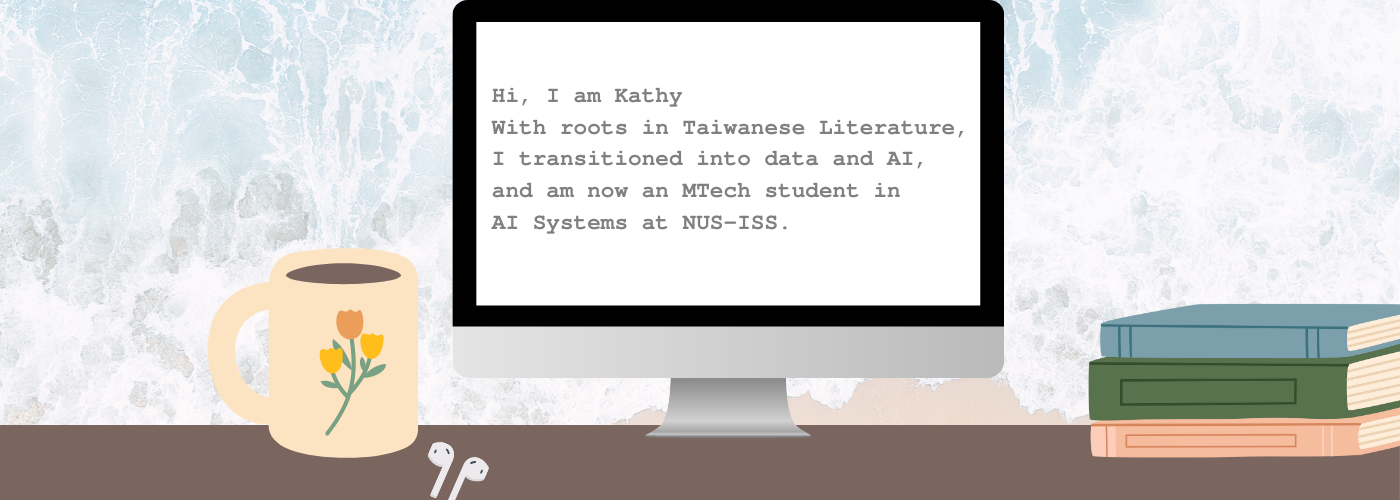 Hi, I am Kathy
With roots in Taiwanese Literature,
I transitioned into data and AI,
and am now an MTech student in
AI Systems at NUS-ISS.